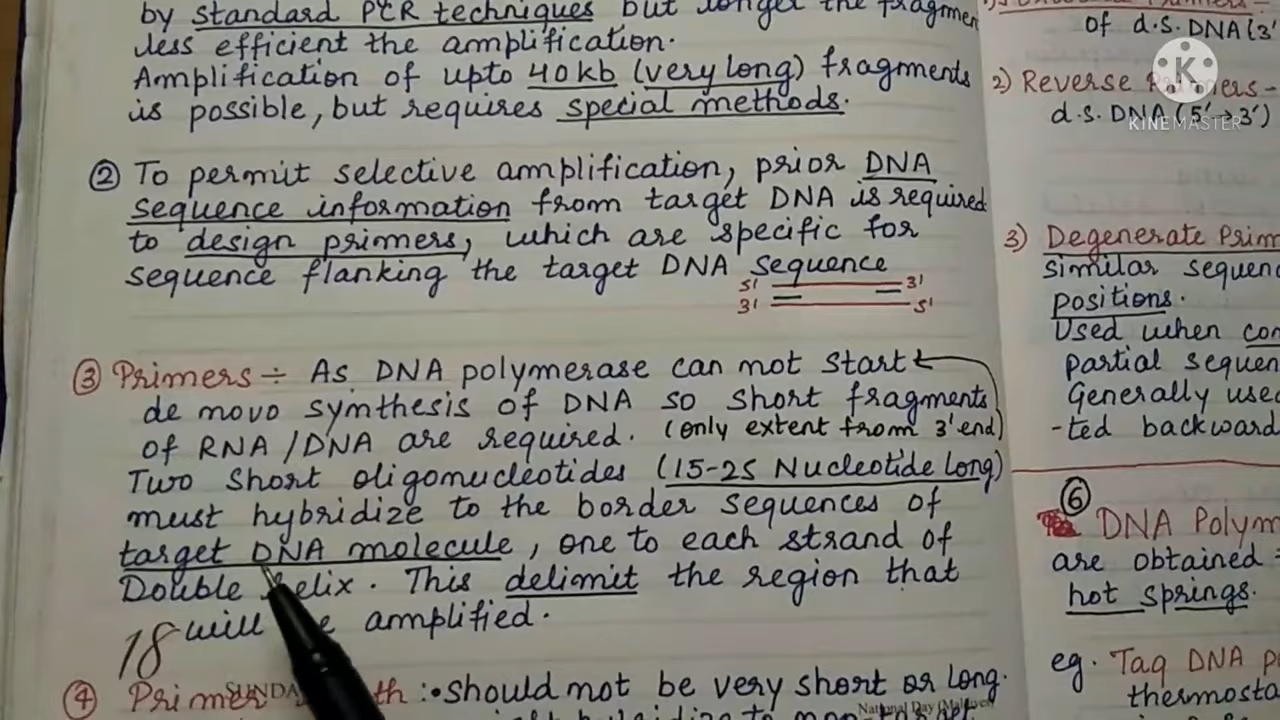 by standard PCR techniques but longer the fragmen
less efficient the amplification.
Amplification of upto 40kb (very long) fragments
is possible, but requires special methods.
② To permit selective amplification, prior DNA
sequence information from target DNA is required
to design primers, which are specific for
sequence flanking the target DNA sequence
5' 3'
3' 5'
③ Primers ÷ As DNA polymerase can not start
de movo synthesis of DNA so short fragments
of RNA/DNA are required. (only extent from 3' end)
Two short oligomucleotides (15-25 Nucleotide long)
must hybridize to the border sequences of
target DNA molecule, one to each strand of
Double helix. This delimit the region that
will amplified.
18
SUNDA
④ Primer th :• should not be very short or long.
National Day (Maldives)
of d.s. DNA (3'
2) Reverse Primers-
d.s. DNA (5'→3')
KINEMASTER
3) Degenerate Prim
similar sequen
positions.
Used when con
partial sequen
Generally use
-ted backward
⑥
DNA Polym
are obtained
hot springs.
eg. Taq DNA p
thermosta